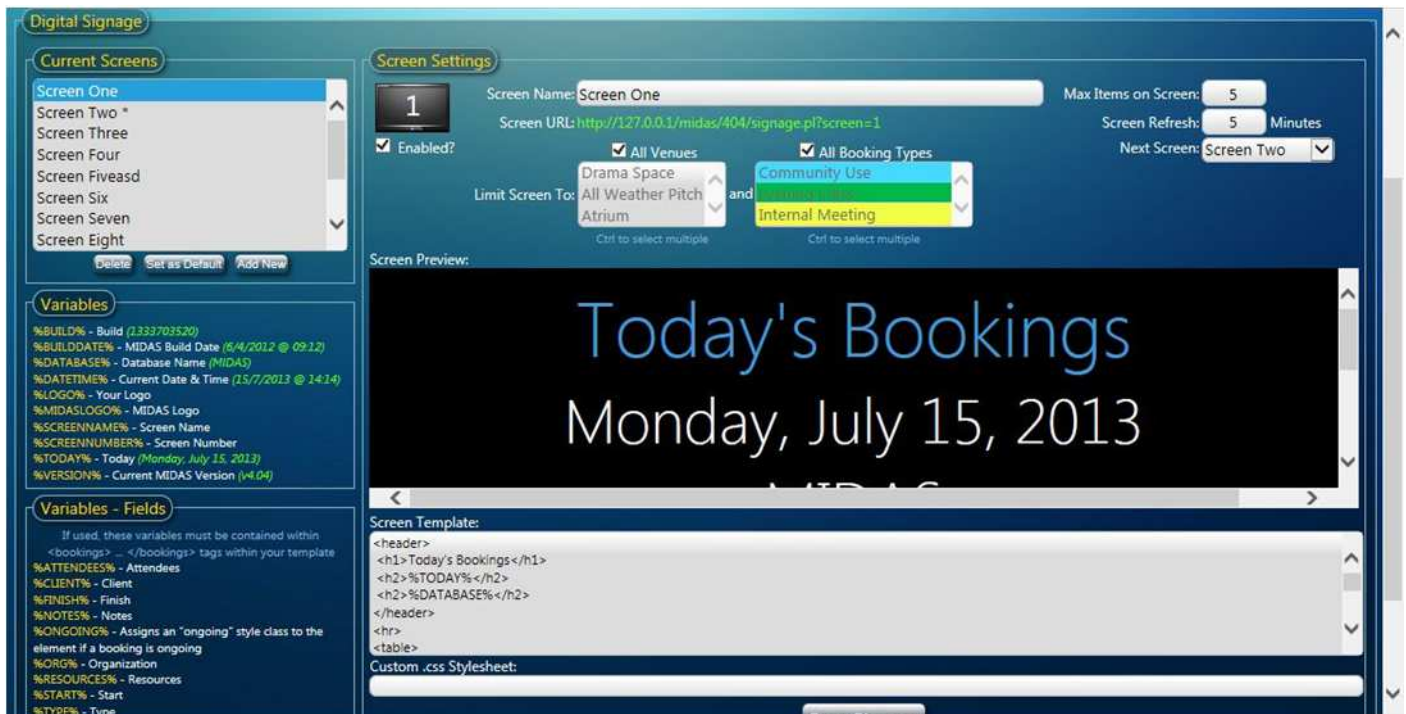 Digital Signage
Current Screens
Screen One
Screen Two *
Screen Three
Screen Four
Screen Fiveasd
Screen Six
Screen Seven
Screen Eight
Delete Set as Default Add New
Variables
%BUILD% - Build (1333703520)
%BUILDDATE% - MIDAS Build Date (6/4/2012 @ 09:12)
%DATABASE% - Database Name (MIDAS)
%DATETIME% - Current Date & Time (15/7/2013 @ 14:14)
%LOGO% - Your Logo
%MIDASLOGO% - MIDAS Logo
%SCREENNAME% - Screen Name
%SCREENNUMBER% - Screen Number
%TODAY% - Today (Monday, July 15, 2013)
%VERSION% - Current MIDAS Version (v4.04)
Variables - Fields
If used, these variables must be contained within
<bookings> ... </bookings> tags within your template
%ATTENDEES% - Attendees
%CLIENT% - Client
%FINISH% - Finish
%NOTES% - Notes
%ONGOING% - Assigns an "ongoing" style class to the
element if a booking is ongoing
%ORG% - Organization
%RESOURCES% - Resources
%START% - Start
%TYPE% - Type
Screen Settings
1
Enabled?
Screen Name: Screen One
Screen URL: http://127.0.0.1/midas/404/signage.pl?screen=1
All Venues
All Booking Types
Limit Screen To:
Drama Space
All Weather Pitch
Atrium
and
Community Use
Internal Meeting
Ctrl to select multiple
Ctrl to select multiple
Max Items on Screen: 5
Screen Refresh: 5 Minutes
Next Screen: Screen Two
Screen Preview:
Today's Bookings
Monday, July 15, 2013
MIDAS
Screen Template:
<header>
<h1>Today's Bookings</h1>
<h2>%TODAY%</h2>
<h2>%DATABASE%</h2>
</header>
<hr>
<table>
Custom .css Stylesheet: